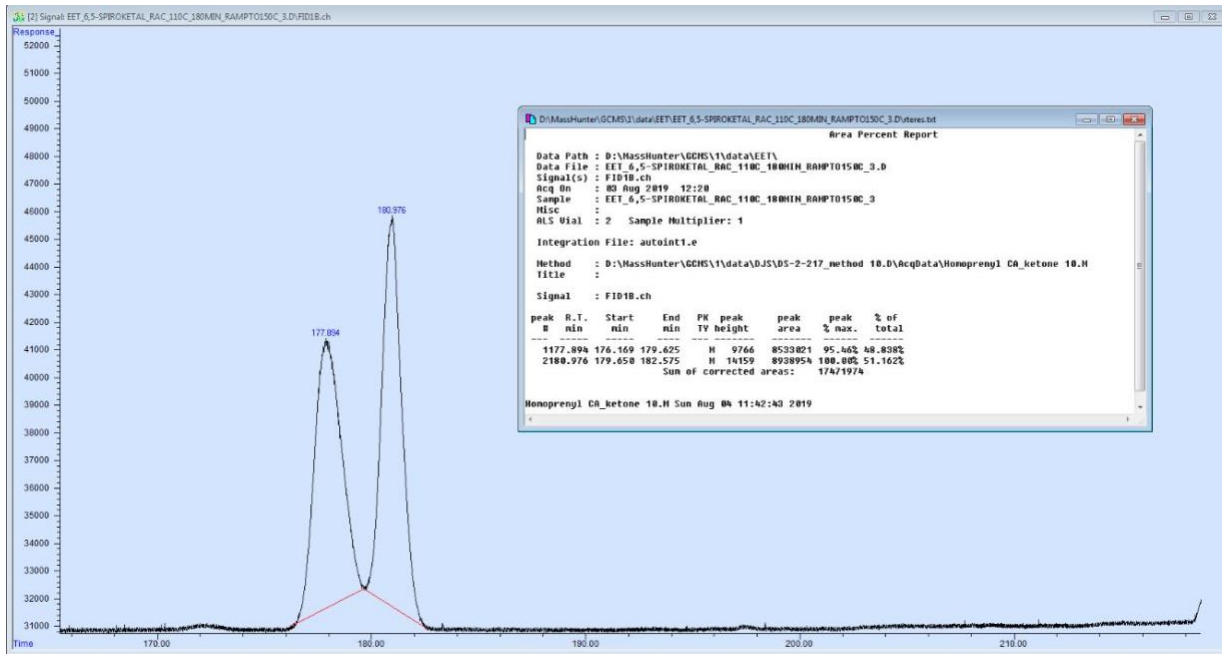 [2] Signal: EET_6,5-SPIROKETAL_RAC_110C_180MIN_RAMPTO150C_3.D\FID1B.ch
Response_
52000
51000
50000
49000
48000
47000
46000
45000
44000
43000
42000
41000
40000
39000
38000
37000
36000
35000
34000
33000
32000
31000
Time
170.00
180.00
190.00
200.00
210.00
177.894
180.976
D:\MassHunter\GCMS\1\data\EET\EET_6,5-SPIROKETAL_RAC_110C_180MIN_RAMPTO150C_3.D\rteres.txt
Area Percent Report
Data Path : D:\MassHunter\GCMS\1\data\EET\
Data File : EET_6,5-SPIROKETAL_RAC_110C_180MIN_RAMPTO150C_3.D
Signal(s) : FID1B.ch
Acq On : 03 Aug 2019 12:20
Sample : EET_6,5-SPIROKETAL_RAC_110C_180MIN_RAMPTO150C_3
Misc :
ALS Vial : 2 Sample Multiplier: 1
Integration File: autoint1.e
Method : D:\MassHunter\GCMS\1\data\DJS\DS-2-217_method 10.D\AcqData\Homoprenyl CA_ketone 10.M
Title :
Signal : FID1B.ch
peak R.T. Start End PK peak peak peak % of
# min min min TY height area % max. total
--- ----- ----- ----- --- ------- ------- ------ -------
1177.894 176.169 179.625 M 9766 8533021 95.46% 48.838%
2180.976 179.650 182.575 M 14159 8938954 100.00% 51.162%
Sum of corrected areas: 17471974
Homoprenyl CA_ketone 10.M Sun Aug 04 11:42:43 2019